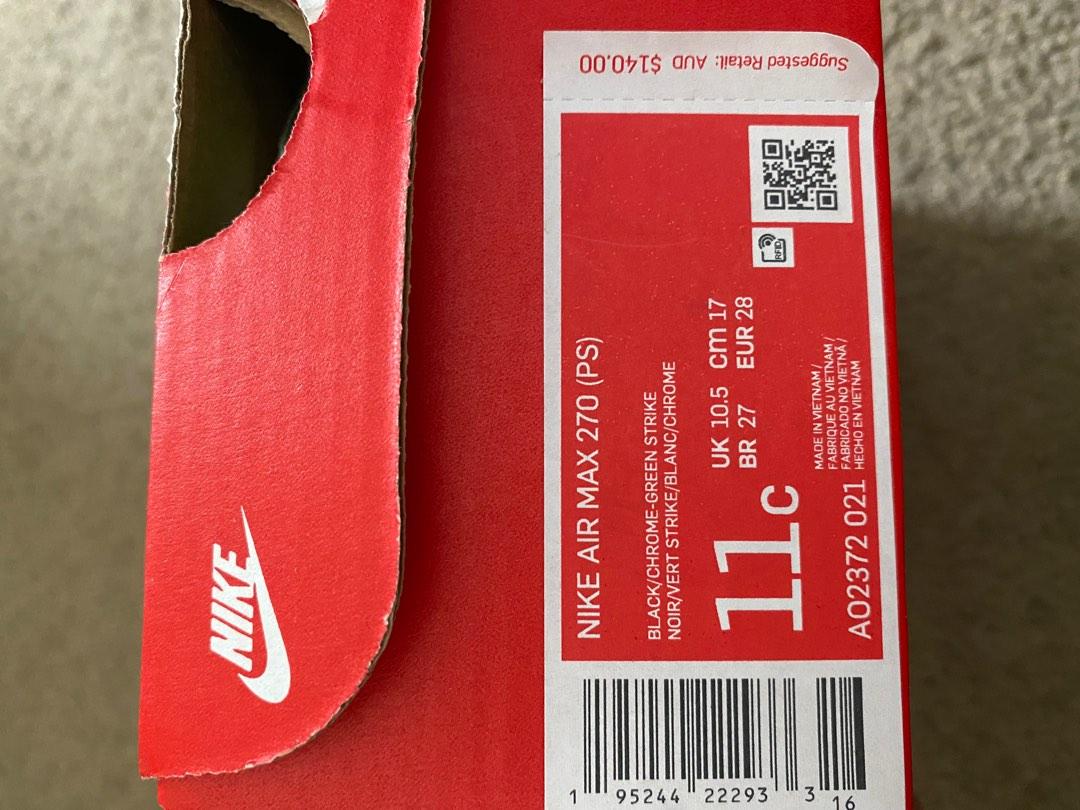 NIKE
Suggested Retail: AUD $140.00
NIKE AIR MAX 270 (PS)
BLACK/CHROME-GREEN STRIKE
NOIR/VERT STRIKE/BLANC/CHROME
11C
UK 10.5 cm 17
BR 27 EUR 28
RFID
AO2372 021
MADE IN VIETNAM /
FABRIQUE AU VIETNAM /
FABRICADO NO VIETNÃ /
HECHO EN VIETNAM
1 95244 22293 3 16